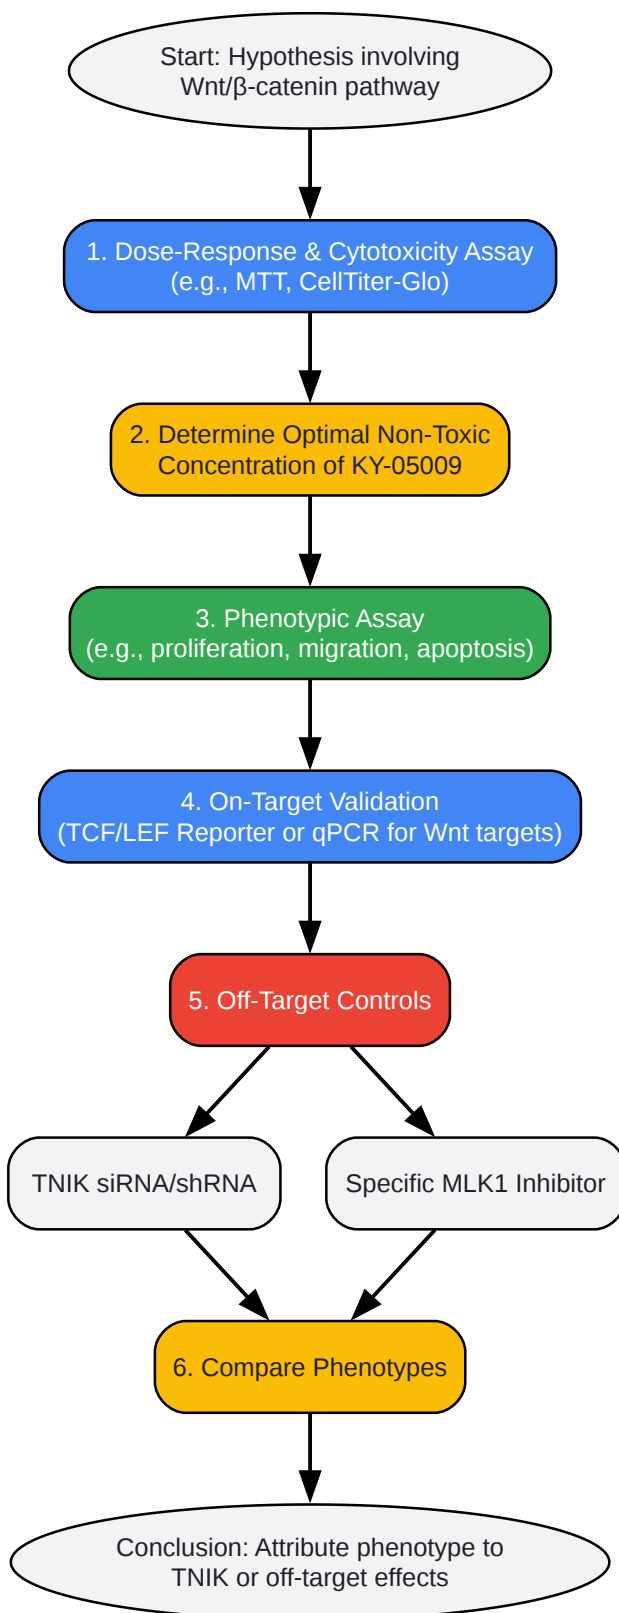 Start: Hypothesis involving
Wnt/β-catenin pathway
1. Dose-Response & Cytotoxicity Assay
(e.g., MTT, CellTiter-Glo)
2. Determine Optimal Non-Toxic
Concentration of KY-05009
3. Phenotypic Assay
(e.g., proliferation, migration, apoptosis)
4. On-Target Validation
(TCF/LEF Reporter or qPCR for Wnt targets)
5. Off-Target Controls
TNIK siRNA/shRNA
Specific MLK1 Inhibitor
6. Compare Phenotypes
Conclusion: Attribute phenotype to
TNIK or off-target effects